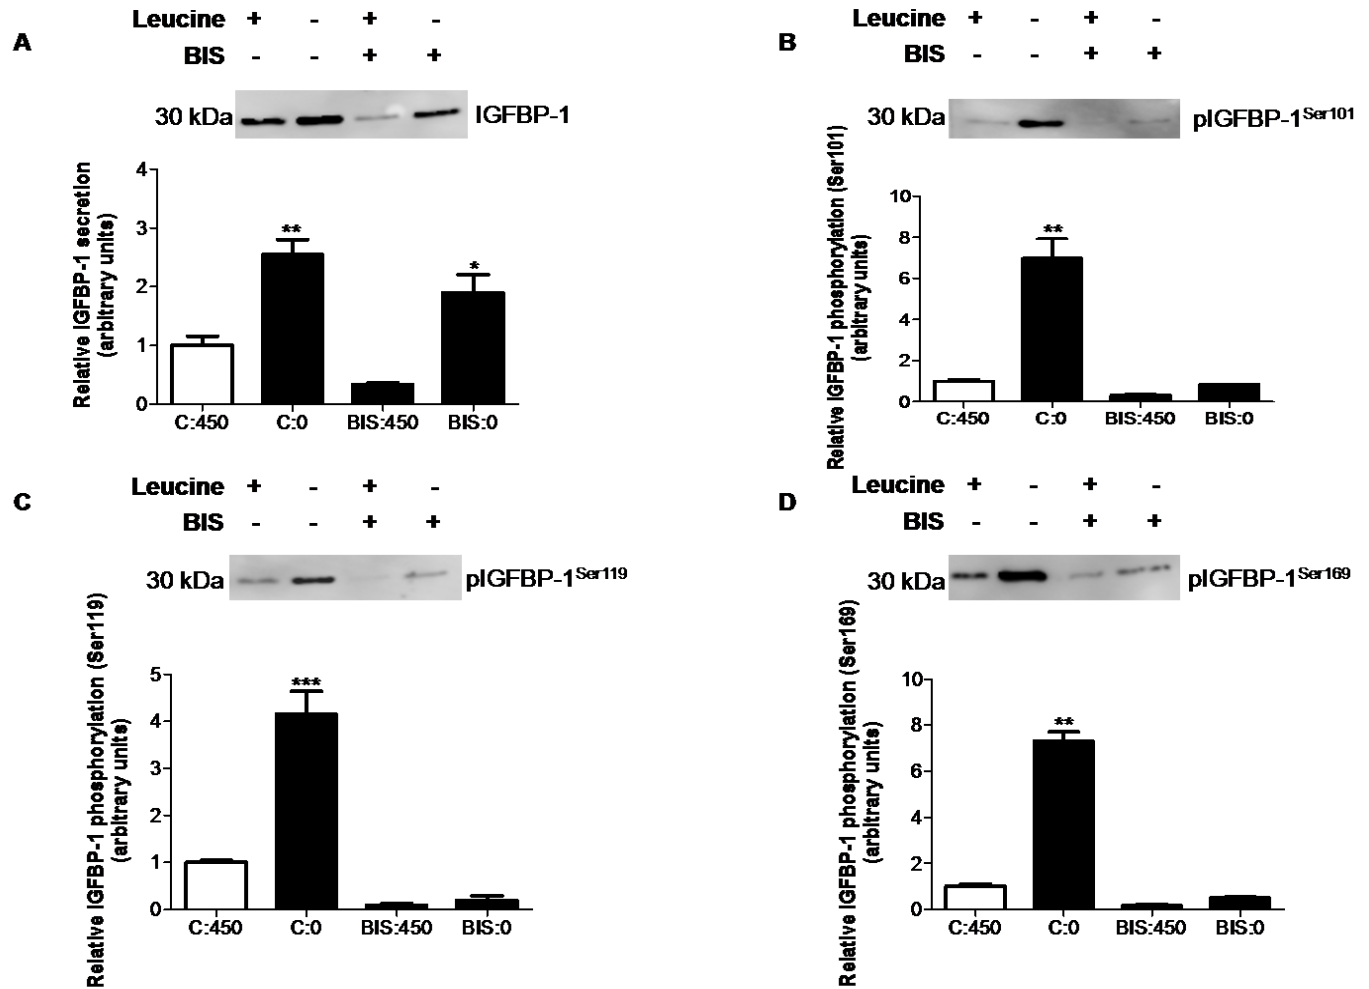 A
Leucine + - + -
BIS - - + +
30 kDa IGFBP-1
Relative IGFBP-1 secretion
(arbitrary units)
4
3
2
1
0
**
*
C:450 C:0 BIS:450 BIS:0
B
Leucine + - + -
BIS - - + +
30 kDa pIGFBP-1Ser101
Relative IGFBP-1 phosphorylation (Ser101)
(arbitrary units)
10
8
6
4
2
0
**
C:450 C:0 BIS:450 BIS:0
C
Leucine + - + -
BIS - - + +
30 kDa pIGFBP-1Ser119
Relative IGFBP-1 phosphorylation (Ser119)
(arbitrary units)
5
4
3
2
1
0
***
C:450 C:0 BIS:450 BIS:0
D
Leucine + - + -
BIS - - + +
30 kDa pIGFBP-1Ser169
Relative IGFBP-1 phosphorylation (Ser169)
(arbitrary units)
10
8
6
4
2
0
**
C:450 C:0 BIS:450 BIS:0